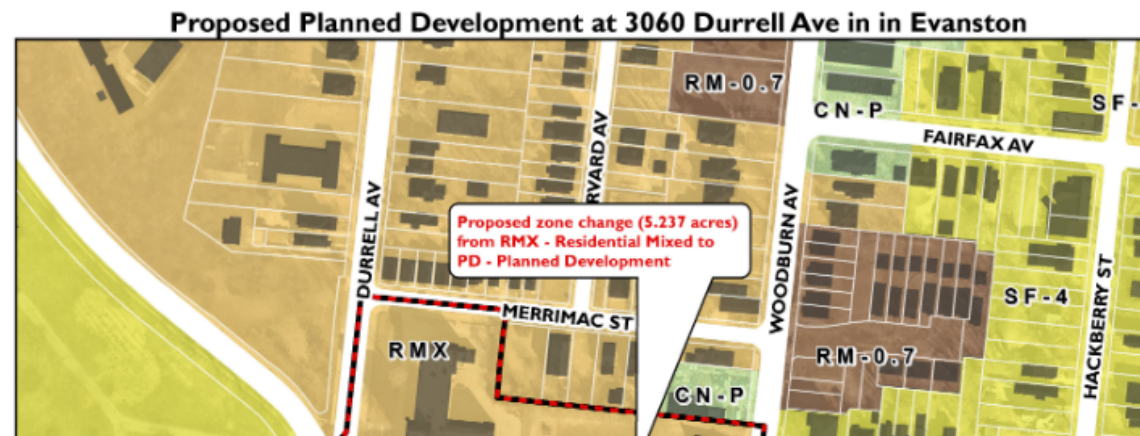 Proposed Planned Development at 3060 Durrell Ave in in Evanston
RM-0.7
CN-P
SF-
FAIRFAX AV
RVARD AV
DURRELL AV
Proposed zone change (5.237 acres)
from RMX - Residential Mixed to
PD - Planned Development
WOODBURN AV
HACKBERRY ST
SF-4
MERRIMAC ST
RMX
RM-0.7
CN-P